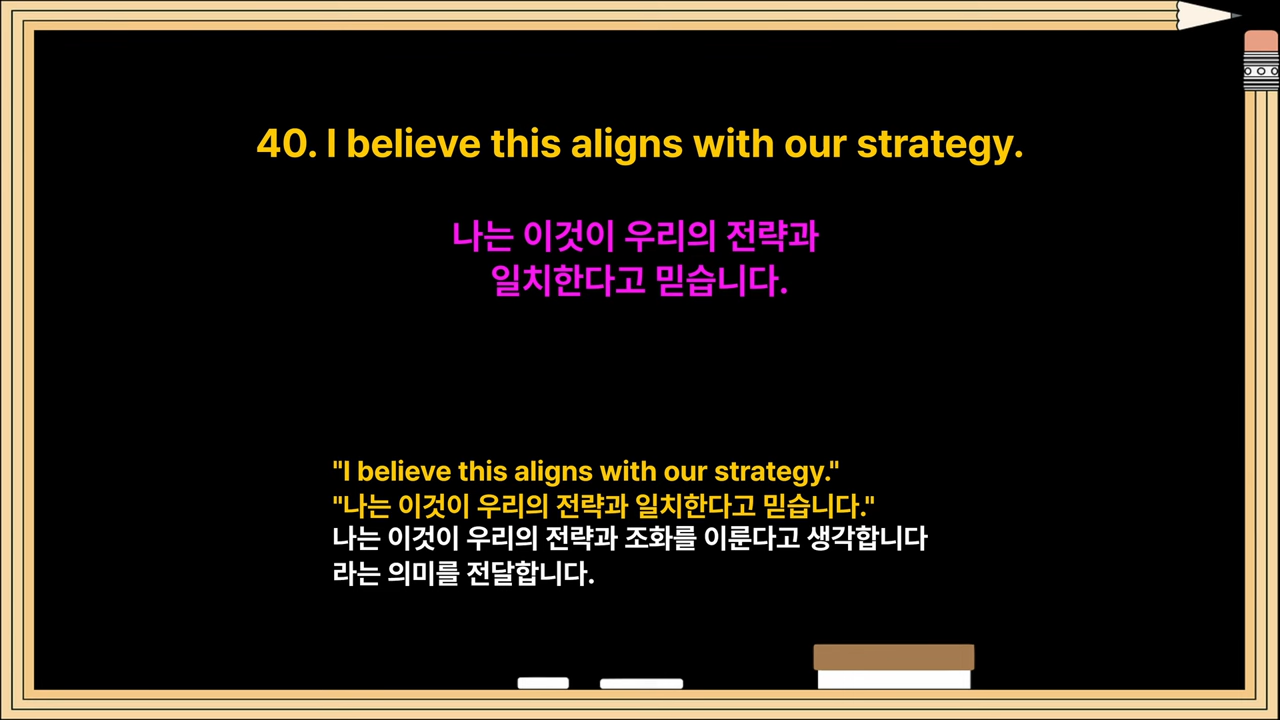 40. I believe this aligns with our strategy.
나는 이것이 우리의 전략과
일치한다고 믿습니다.
"I believe this aligns with our strategy."
"나는 이것이 우리의 전략과 일치한다고 믿습니다."
나는 이것이 우리의 전략과 조화를 이룬다고 생각합니다
라는 의미를 전달합니다.